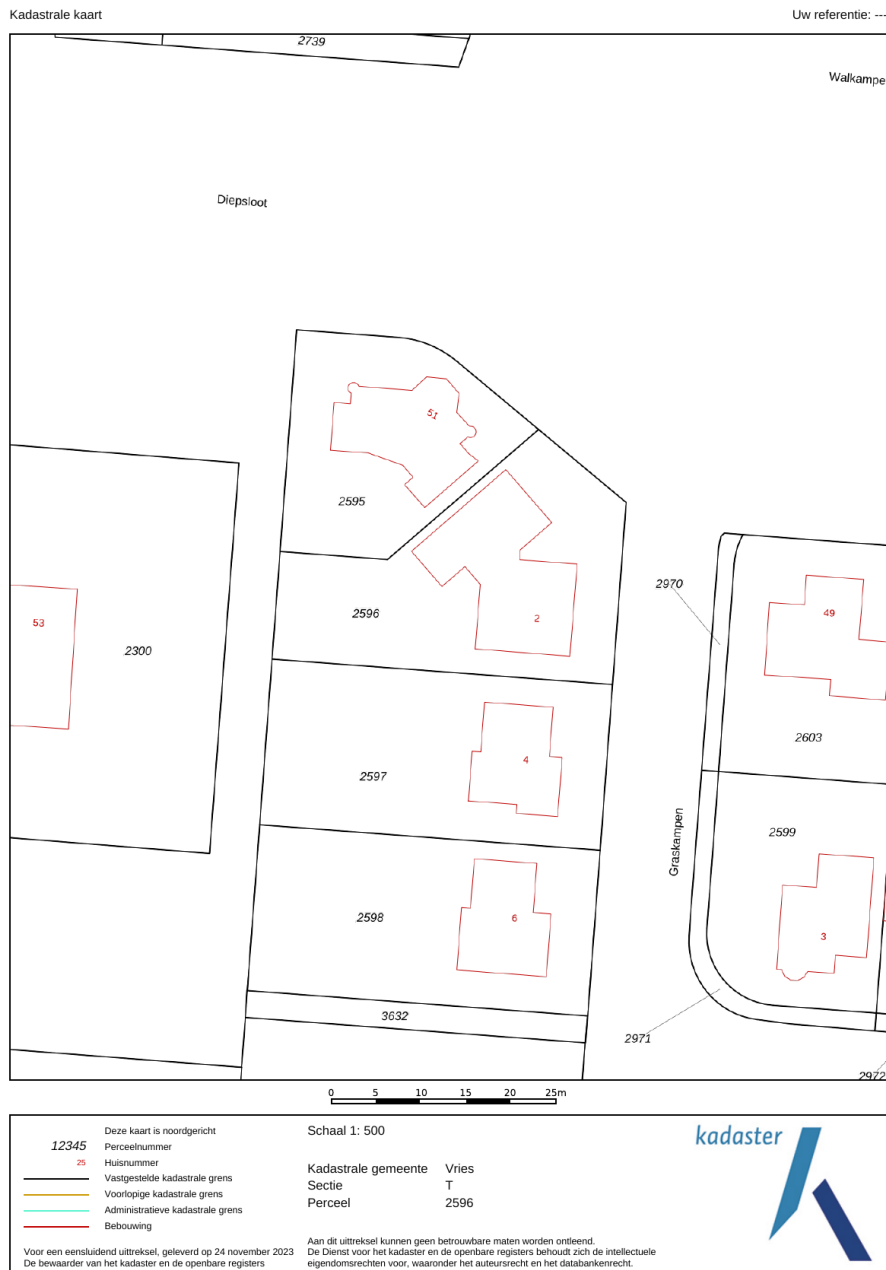 Kadastrale kaart
Uw referentie: ---
2739
Walkampe
Diepsloot
51
2595
2970
2596
2
49
53
2300
2603
4
2597
Graskampen
2599
2598
6
3
3632
2971
2972
0 5 10 15 20 25m
Deze kaart is noordgericht
12345 Perceelnummer
25 Huisnummer
Vastgestelde kadastrale grens
Voorlopige kadastrale grens
Administratieve kadastrale grens
Bebouwing
Voor een eensluidend uittreksel, geleverd op 24 november 2023
De bewaarder van het kadaster en de openbare registers
Schaal 1: 500
Kadastrale gemeente Vries
Sectie T
Perceel 2596
Aan dit uittreksel kunnen geen betrouwbare maten worden ontleend.
De Dienst voor het kadaster en de openbare registers behoudt zich de intellectuele
eigendomsrechten voor, waaronder het auteursrecht en het databankenrecht.
kadaster